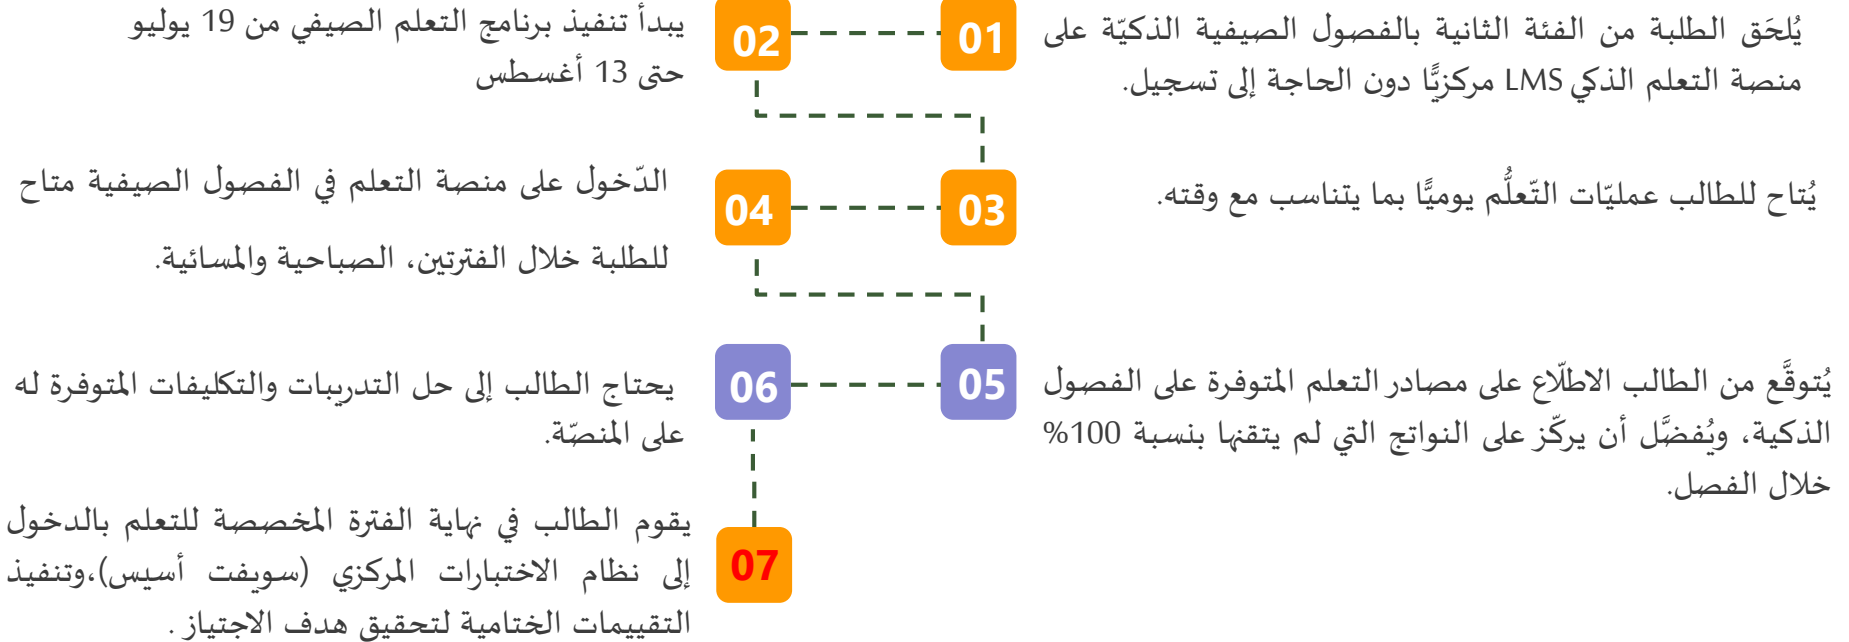 01
يُلحَق الطلبة من الفئة الثانية بالفصول الصيفية الذكيّة على
منصة التعلم الذكي LMS مركزيًّا دون الحاجة إلى تسجيل.
02
يبدأ تنفيذ برنامج التعلم الصيفي من 19 يوليو
حتى 13 أغسطس
03
يُتاح للطالب عمليّات التّعلُّم يوميًّا بما يتناسب مع وقته.
04
الدّخول على منصة التعلم في الفصول الصيفية متاح
للطلبة خلال الفترتين، الصباحية والمسائية.
05
يُتوقَّع من الطالب الاطلّاع على مصادر التعلم المتوفرة على الفصول
الذكية، ويُفضَّل أن يركّز على النواتج التي لم يتقنها بنسبة 100%
خلال الفصل.
06
يحتاج الطالب إلى حل التدريبات والتكليفات المتوفرة له
على المنصّة.
07
يقوم الطالب في نهاية الفترة المخصصة للتعلم بالدخول
إلى نظام الاختبارات المركزي (سويفت أسيس)،وتنفيذ
التقييمات الختامية لتحقيق هدف الاجتياز .